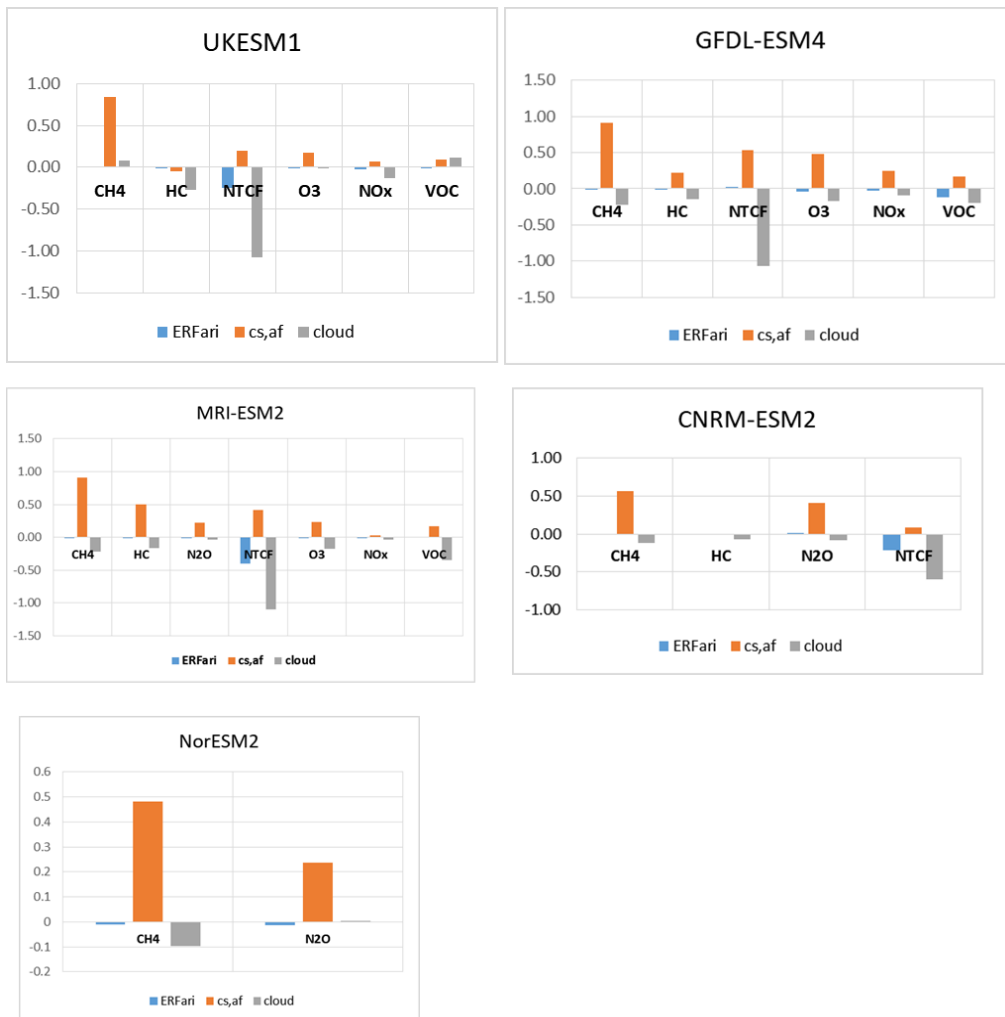 UKESM1
1.00
0.50
0.00
-0.50
-1.00
-1.50
CH4 HC NTCF O3 NOx VOC
ERFari cs,af cloud
GFDL-ESM4
1.50
1.00
0.50
0.00
-0.50
-1.00
-1.50
CH4 HC NTCF O3 NOx VOC
ERFari cs,af cloud
MRI-ESM2
1.50
1.00
0.50
0.00
-0.50
-1.00
-1.50
CH4 HC N2O NTCF O3 NOx VOC
ERFari cs,af cloud
CNRM-ESM2
1.00
0.50
0.00
-0.50
-1.00
CH4 HC N2O NTCF
ERFari cs,af cloud
NorESM2
0.6
0.5
0.4
0.3
0.2
0.1
0
-0.1
-0.2
CH4 N2O
ERFari cs,af cloud